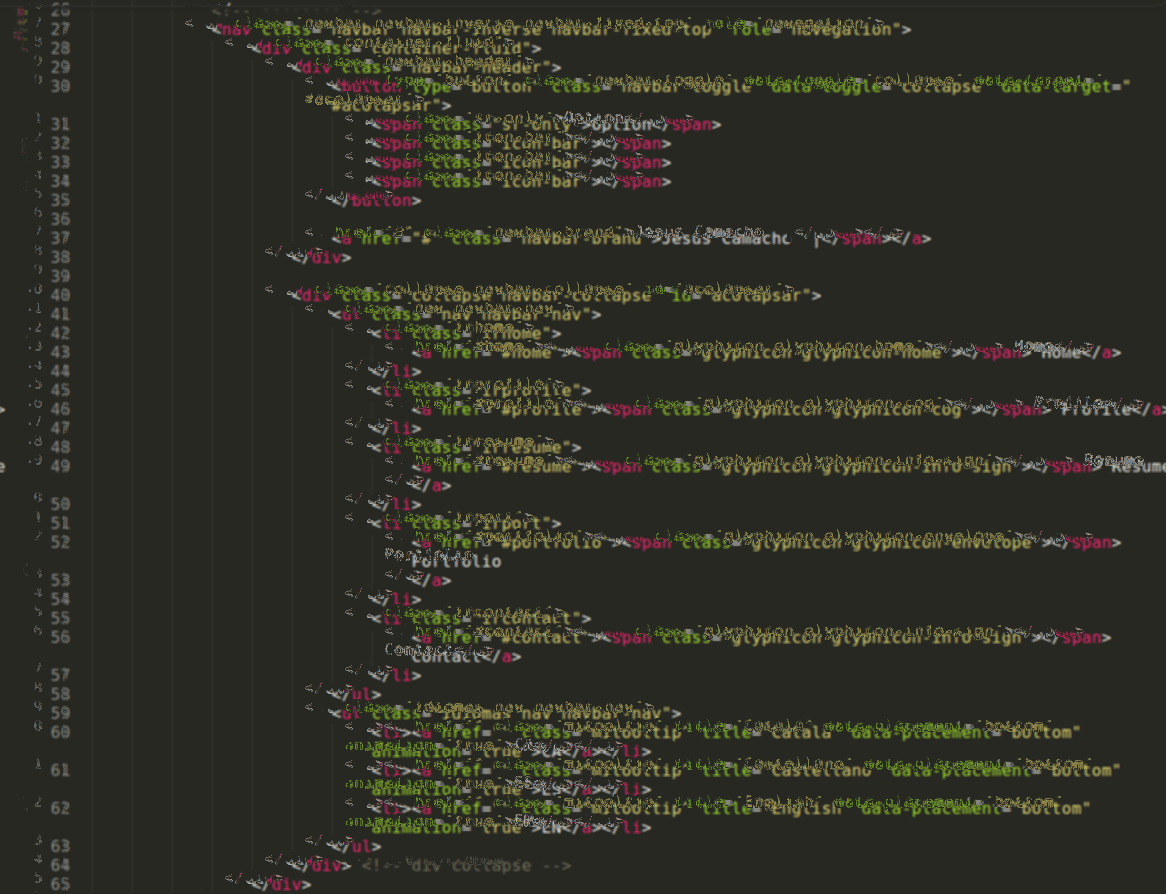 26 <!-- -->
27 <nav class="navbar navbar-inverse navbar-fixed-top" role="navegation">
28 <div class="container-fluid">
29 <div class="navbar-header">
30 <button type="button" class="navbar-toggle" data-toggle="collapse" data-target="
#acolapsar">
31 <span class="sr-only">Option</span>
32 <span class="icon-bar"></span>
33 <span class="icon-bar"></span>
34 <span class="icon-bar"></span>
35 </button>
36
37 <a href="#" class="navbar-brand">Jesus Camacho </span></a>
38 </div>
39
40 <div class="collapse navbar-collapse" id="acolapsar">
41 <ul class="nav navbar-nav">
42 <li class="irhome">
43 <a href="#home"><span class="glyphicon glyphicon-home"></span> Home</a>
44 </li>
45 <li class="irprofile">
46 <a href="#profile"><span class="glyphicon glyphicon-cog"></span> Profile</a>
47 </li>
48 <li class="irresume">
49 <a href="#resume"><span class="glyphicon glyphicon-info-sign"></span> Resume
</a>
50 </li>
51 <li class="irport">
52 <a href="#portfolio"><span class="glyphicon glyphicon-envelope"></span>
Portfolio
53 </a>
54 </li>
55 <li class="ircontact">
56 <a href="#contact"><span class="glyphicon glyphicon-info-sign"></span>
Contact</a>
57 </li>
58 </ul>
59 <ul class="idiomas nav navbar-nav">
60 <li><a href="" class="mitooltip" title="Català" data-placement="bottom"
animation="true"></a></li>
61 <li><a href="" class="mitooltip" title="Castellano" data-placement="bottom"
animation="true">ES</a></li>
62 <li><a href="" class="mitooltip" title="English" data-placement="bottom"
animation="true">EN</a></li>
63 </ul>
64 </div> <!-- div collapse -->
65 </div>